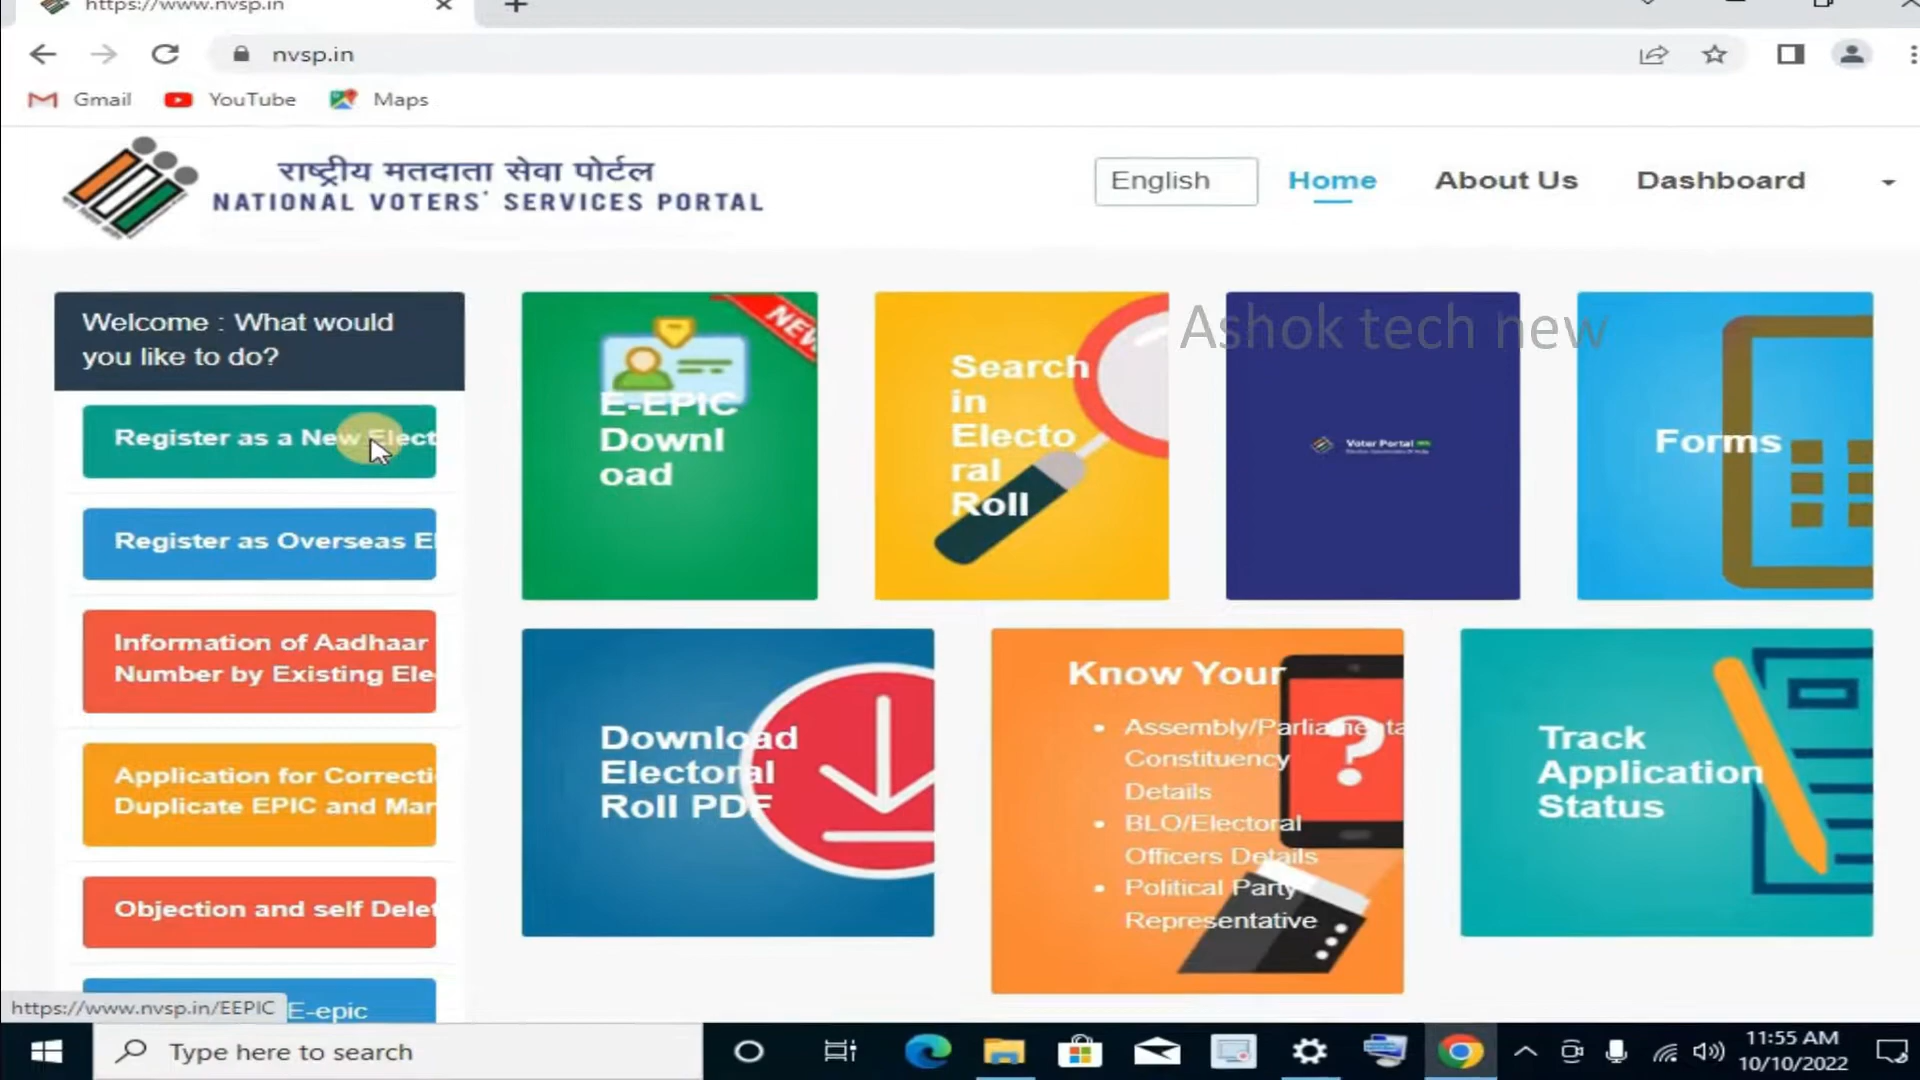 https://www.nvsp.in
nvsp.in
Gmail
YouTube
Maps
राष्ट्रीय मतदाता सेवा पोर्टल
NATIONAL VOTERS' SERVICES PORTAL
English
Home
About Us
Dashboard
Welcome : What would
you like to do?
Register as a New Elect
Register as Overseas El
Information of Aadhaar
Number by Existing Ele
Application for Correcti
Duplicate EPIC and Mar
Objection and self Delet
E-epic
NEW
E-EPIC
Downl
oad
Search
in
Electo
ral
Roll
Ashok tech new
Voter Portal
Forms
Download
Electoral
Roll PDF
Know Your
• Assembly/Parliamenta
Constituency
Details
• BLO/Electoral
Officers Details
• Political Party
Representative
Track
Application
Status
https://www.nvsp.in/EEPIC
Type here to search
11:55 AM
10/10/2022